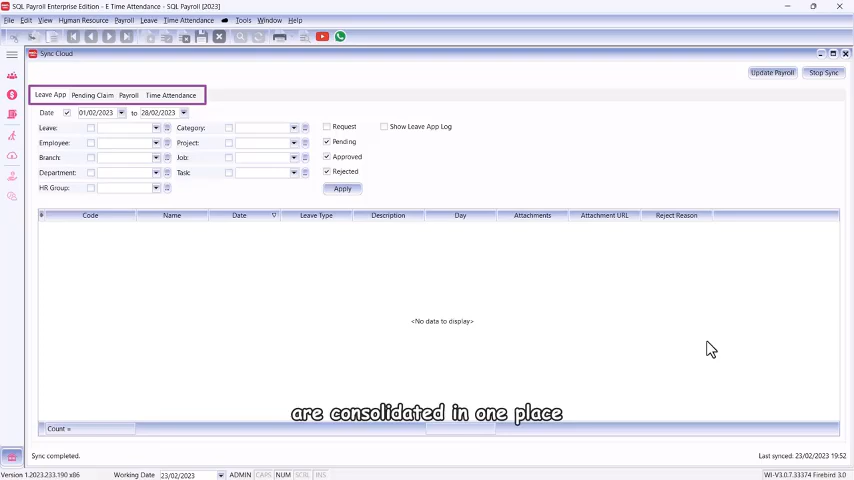 SQL Payroll Enterprise Edition - E Time Attendance - SQL Payroll [2023]
File Edit View Human Resource Payroll Leave Time Attendance Tools Window Help
Sync Cloud
Update Payroll Stop Sync
Leave App Pending Claim Payroll Time Attendance
Date 01/02/2023 to 28/02/2023
Leave: Category: Request Show Leave App Log
Employee: Project: Pending
Branch: Job: Approved
Department: Task: Rejected
HR Group: Apply
Code Name Date Leave Type Description Day Attachments Attachment URL Reject Reason
<No data to display>
are consolidated in one place
Count =
Sync completed. Last synced: 23/02/2023 19:52
Version 1.2023.233.190 x86 Working Date 23/02/2023 ADMIN CAPS NUM SCRL INS WI-V3.0.7.33374 Firebird 3.0